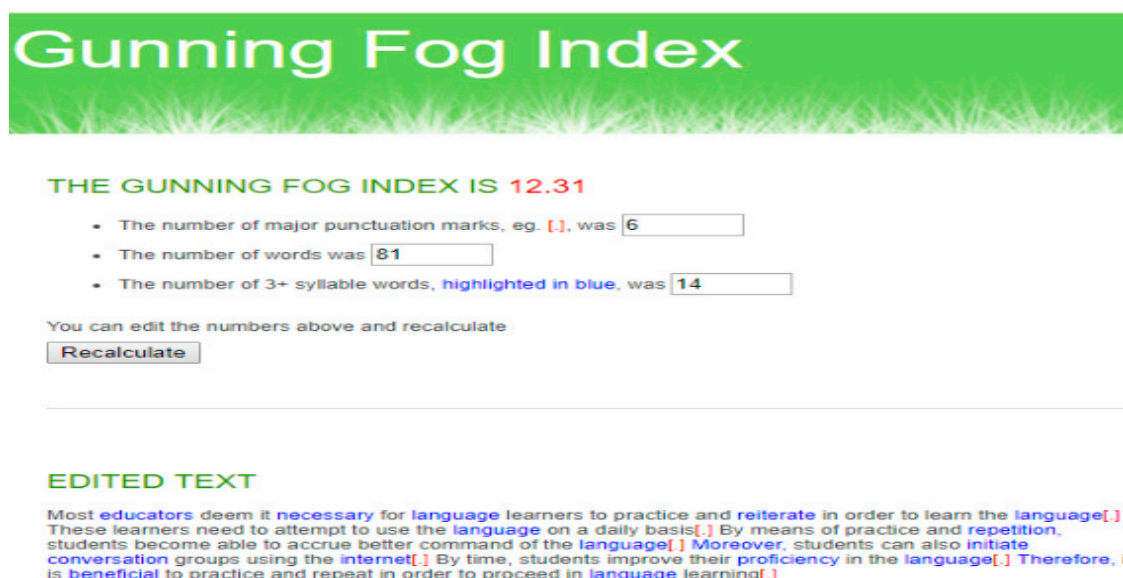 Gunning Fog Index
THE GUNNING FOG INDEX IS 12.31
• The number of major punctuation marks, eg. [.], was 6
• The number of words was 81
• The number of 3+ syllable words, highlighted in blue, was 14
You can edit the numbers above and recalculate
Recalculate
EDITED TEXT
Most educators deem it necessary for language learners to practice and reiterate in order to learn the language[.]
These learners need to attempt to use the language on a daily basis[.] By means of practice and repetition,
students become able to accrue better command of the language[.] Moreover, students can also initiate
conversation groups using the internet[.] By time, students improve their proficiency in the language[.] Therefore,
is beneficial to practice and repeat in order to proceed in language learning[.]